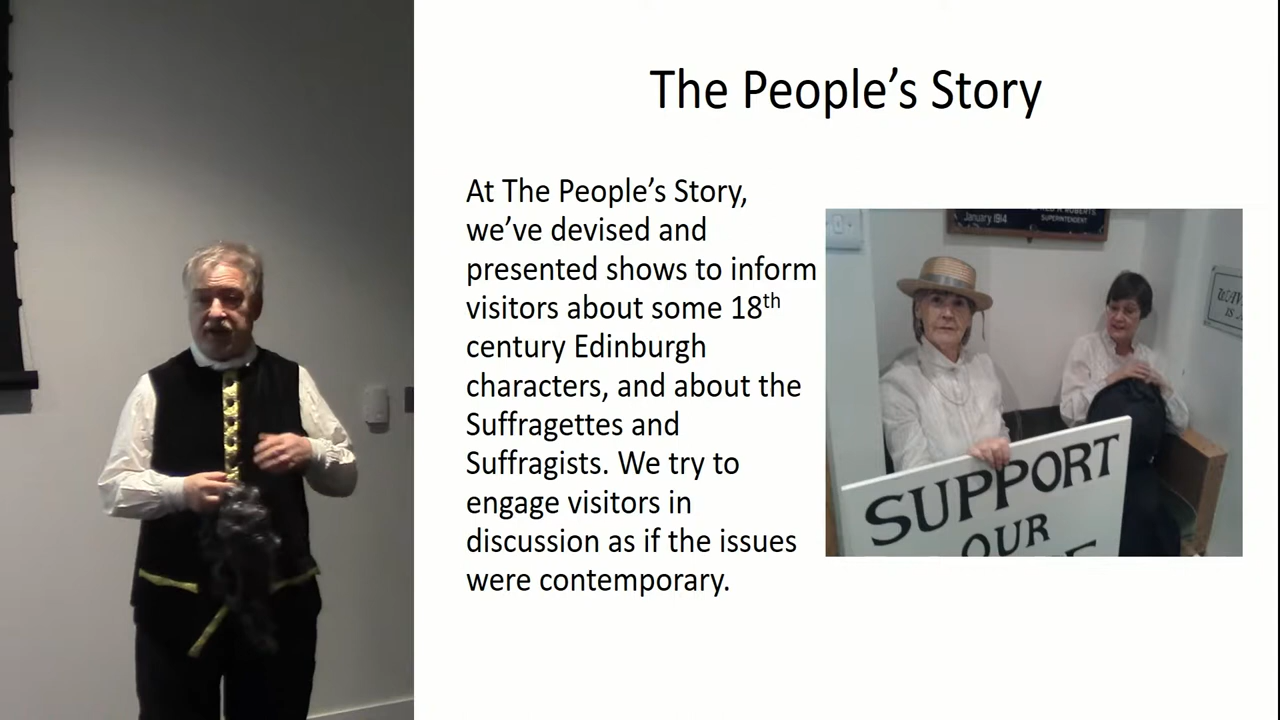 The People’s Story
At The People’s Story,
we’ve devised and
presented shows to inform
visitors about some 18th
century Edinburgh
characters, and about the
Suffragettes and
Suffragists. We try to
engage visitors in
discussion as if the issues
were contemporary.
January 1914
ROBERTS
SUPERINTENDENT
SUPPORT
OUR